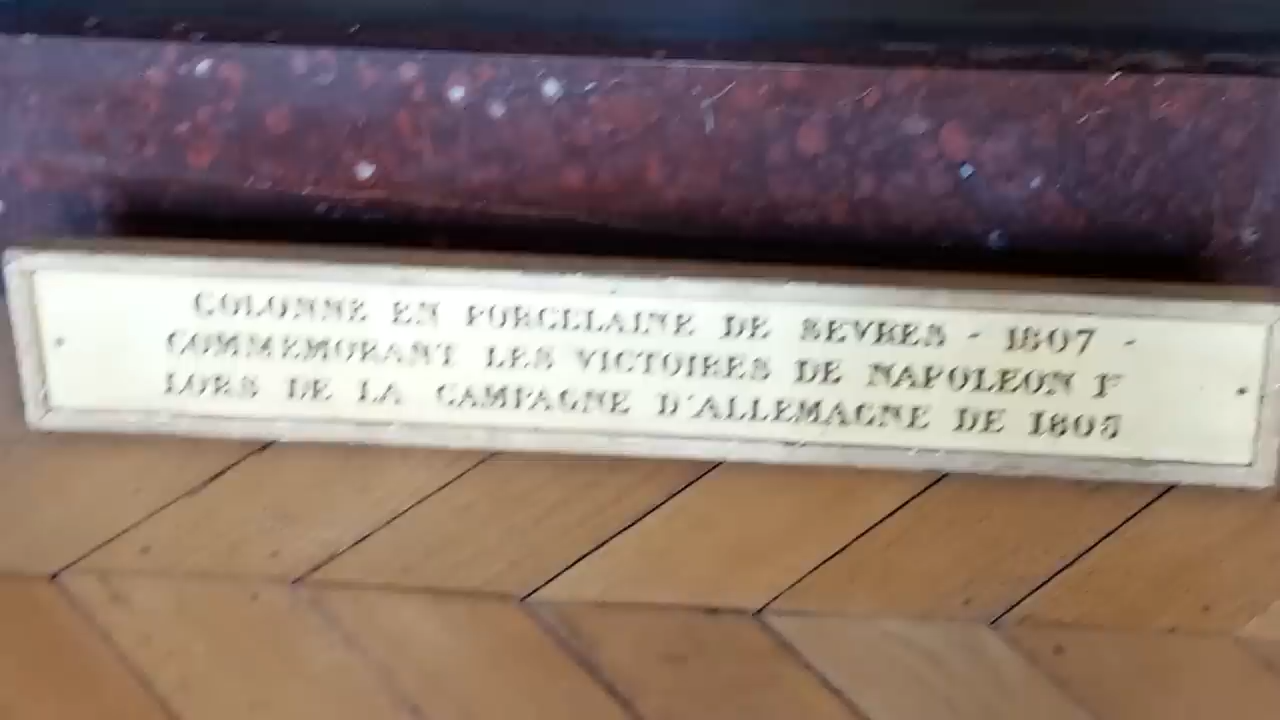 COLONNE EN PORCELAINE DE SEVRES - 1807 -
COMMEMORANT LES VICTOIRES DE NAPOLEON Iᵉʳ
LORS DE LA CAMPAGNE D'ALLEMAGNE DE 1805